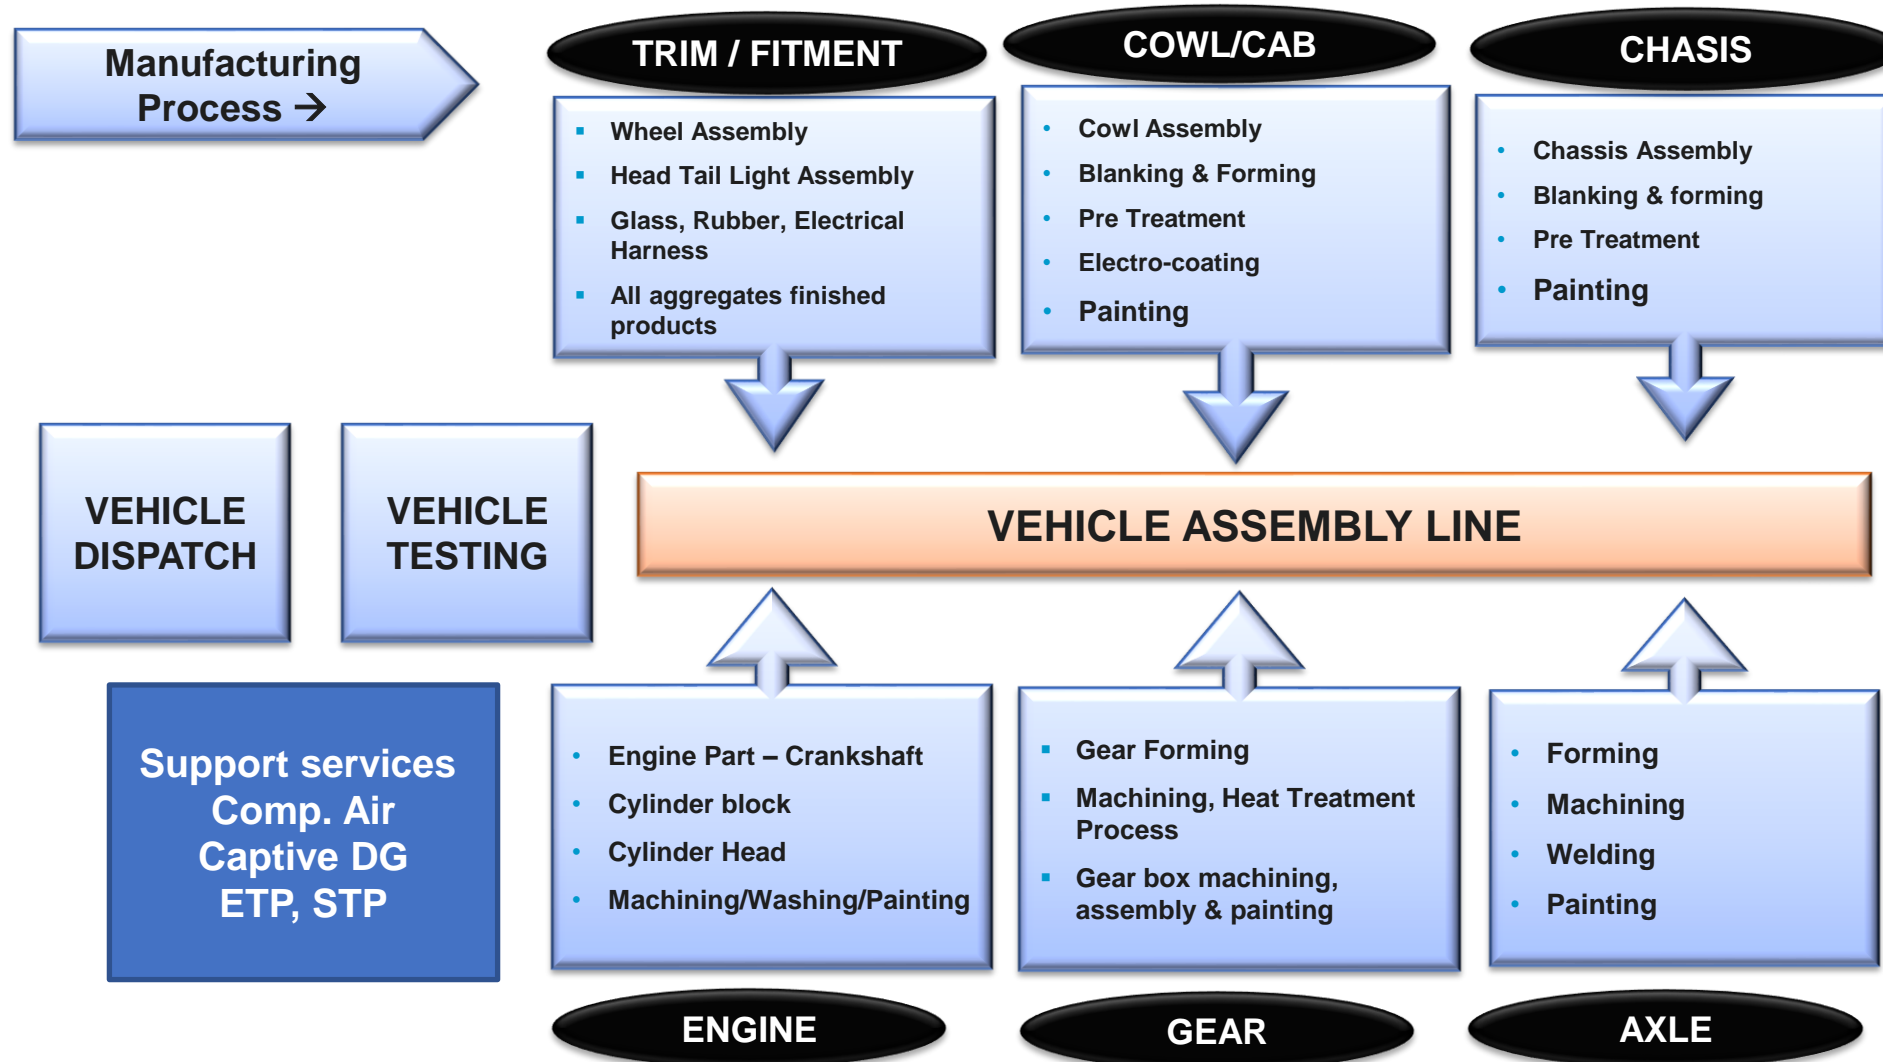 Manufacturing
Process →
TRIM / FITMENT
COWL/CAB
CHASIS
Wheel Assembly
Head Tail Light Assembly
Glass, Rubber, Electrical
Harness
All aggregates finished
products
Cowl Assembly
Blanking & Forming
Pre Treatment
Electro-coating
Painting
Chassis Assembly
Blanking & forming
Pre Treatment
Painting
VEHICLE
DISPATCH
VEHICLE
TESTING
VEHICLE ASSEMBLY LINE
Support services
Comp. Air
Captive DG
ETP, STP
Engine Part – Crankshaft
Cylinder block
Cylinder Head
Machining/Washing/Painting
Gear Forming
Machining, Heat Treatment
Process
Gear box machining,
assembly & painting
Forming
Machining
Welding
Painting
ENGINE
GEAR
AXLE